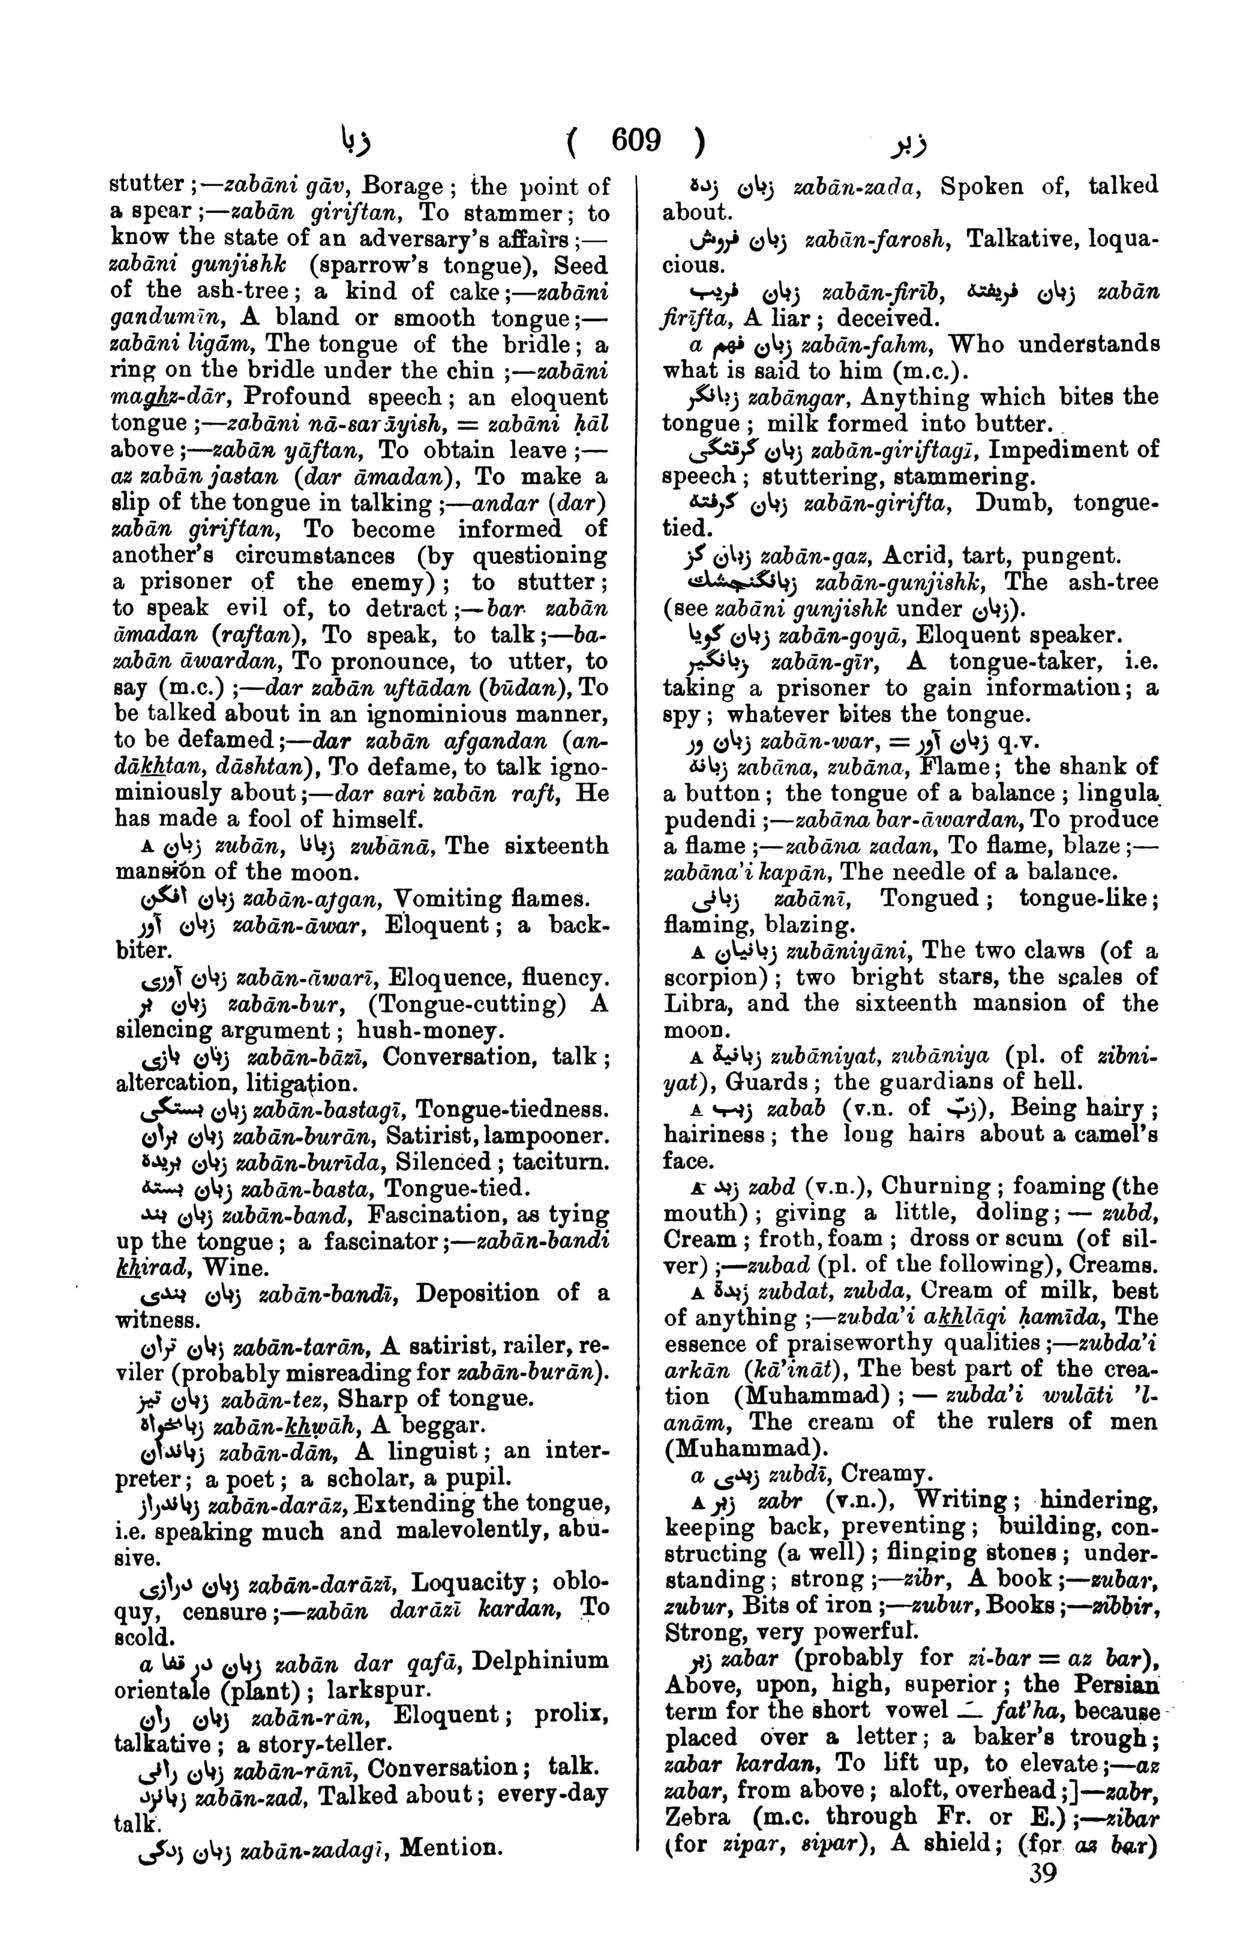 زبا ( 609 ) زبر
stutter ;—zabāni gāv, Borage ; the point of
a spear ;—zabān giriftan, To stammer ; to
know the state of an adversary's affairs ;—
zabāni gunjishk (sparrow's tongue), Seed
of the ash-tree ; a kind of cake ;—zabāni
gandumīn, A bland or smooth tongue ;—
zabāni ligām, The tongue of the bridle ; a
ring on the bridle under the chin ;—zabāni
maghz-dār, Profound speech ; an eloquent
tongue ;—zabāni nā-sarāyish, = zabāni ḥāl
above ;—zabān yāftan, To obtain leave ;—
az zabān jastan (dar āmadan), To make a
slip of the tongue in talking ;—andar (dar)
zabān giriftan, To become informed of
another's circumstances (by questioning
a prisoner of the enemy) ; to stutter ;
to speak evil of, to detract ;—bar zabān
āmadan (raftan), To speak, to talk ;—ba-
zabān āwardan, To pronounce, to utter, to
say (m.c.) ;—dar zabān uftādan (būdan), To
be talked about in an ignominious manner,
to be defamed ;—dar zabān afgandan (an-
dākhtan, dāshtan), To defame, to talk igno-
miniously about ;—dar sari zabān raft, He
has made a fool of himself.
A زبان zubān, زبانا zubānā, The sixteenth
mansion of the moon.
زبان افگن zabān-afgan, Vomiting flames.
زبان آور zabān-āwar, Eloquent ; a back-
biter.
زبان آوری zabān-āwarī, Eloquence, fluency.
زبان بر zabān-bur, (Tongue-cutting) A
silencing argument ; hush-money.
زبان بازی zabān-bāzī, Conversation, talk ;
altercation, litigation.
زبان بستگی zabān-bastagī, Tongue-tiedness.
زبان بران zabān-burān, Satirist, lampooner.
زبان بریده zabān-burīda, Silenced ; taciturn.
زبان بسته zabān-basta, Tongue-tied.
زبان بند zabān-band, Fascination, as tying
up the tongue ; a fascinator ;—zabān-bandi
khirad, Wine.
زبان بندی zabān-bandī, Deposition of a
witness.
زبان تران zabān-tarān, A satirist, railer, re-
viler (probably misreading for zabān-burān).
زبان تیز zabān-tez, Sharp of tongue.
زبانخواه zabān-khwāh, A beggar.
زباندان zabān-dān, A linguist ; an inter-
preter ; a poet ; a scholar, a pupil.
زباندراز zabān-darāz, Extending the tongue,
i.e. speaking much and malevolently, abu-
sive.
زبان درازی zabān-darāzī, Loquacity ; oblo-
quy, censure ;—zabān darāzī kardan, To
scold.
a زبان در قفا zabān dar qafā, Delphinium
orientale (plant) ; larkspur.
زبان ران zabān-rān, Eloquent ; prolix,
talkative ; a story-teller.
زبان رانی zabān-rānī, Conversation ; talk.
زبانزد zabān-zad, Talked about ; every-day
talk.
زبان زدگی zabān-zadagī, Mention.
زبان زده zabān-zada, Spoken of, talked
about.
زبان فروش zabān-farosh, Talkative, loqua-
cious.
زبان فریب zabān-firīb, زبان فریفته zabān
firīfta, A liar ; deceived.
a زبان فهم zabān-fahm, Who understands
what is said to him (m.c.).
زبانگر zabāngar, Anything which bites the
tongue ; milk formed into butter.
زبان گرفتگی zabān-giriftagī, Impediment of
speech ; stuttering, stammering.
زبان گرفته zabān-girifta, Dumb, tongue-
tied.
زبان گز zabān-gaz, Acrid, tart, pungent.
زبانگنجشك zabān-gunjishk, The ash-tree
(see zabāni gunjishk under زبان).
زبان گویا zabān-goyā, Eloquent speaker.
زبانگیر zabān-gīr, A tongue-taker, i.e.
taking a prisoner to gain information ; a
spy ; whatever bites the tongue.
زبان ور zabān-war, = زبان آور q.v.
زبانه zabāna, zubāna, Flame ; the shank of
a button ; the tongue of a balance ; lingula
pudendi ;—zabāna bar-āwardan, To produce
a flame ;—zabāna zadan, To flame, blaze ;—
zabāna'i kapān, The needle of a balance.
زبانی zabānī, Tongued ; tongue-like ;
flaming, blazing.
A زبانیان zubāniyāni, The two claws (of a
scorpion) ; two bright stars, the scales of
Libra, and the sixteenth mansion of the
moon.
A زبانیة zubāniyat, zubāniya (pl. of zibni-
yat), Guards ; the guardians of hell.
A زبب zabab (v.n. of زبّ), Being hairy ;
hairiness ; the long hairs about a camel's
face.
A زبد zabd (v.n.), Churning ; foaming (the
mouth) ; giving a little, doling ; — zubd,
Cream ; froth, foam ; dross or scum (of sil-
ver) ;—zubad (pl. of the following), Creams.
A زبدة zubdat, zubda, Cream of milk, best
of anything ;—zubda'i akhlāqi ḥamīda, The
essence of praiseworthy qualities ;—zubda'i
arkān (kā'ināt), The best part of the crea-
tion (Muhammad) ; — zubda'i wulāti 'l-
anām, The cream of the rulers of men
(Muhammad).
a زبدی zubdī, Creamy.
A زبر zabr (v.n.), Writing ; hindering,
keeping back, preventing ; building, con-
structing (a well) ; flinging stones ; under-
standing ; strong ;—zibr, A book ;—zubar,
zubur, Bits of iron ;—zubur, Books ;—zibbir,
Strong, very powerful.
زبر zabar (probably for zi-bar = az bar),
Above, upon, high, superior ; the Persian
term for the short vowel ـَ fat'ha, because
placed over a letter ; a baker's trough ;
zabar kardan, To lift up, to elevate ;—az
zabar, from above ; aloft, overhead ;]—zabr,
Zebra (m.c. through Fr. or E.) ;—zibar
(for zipar, sipar), A shield ; (for az bar)
39